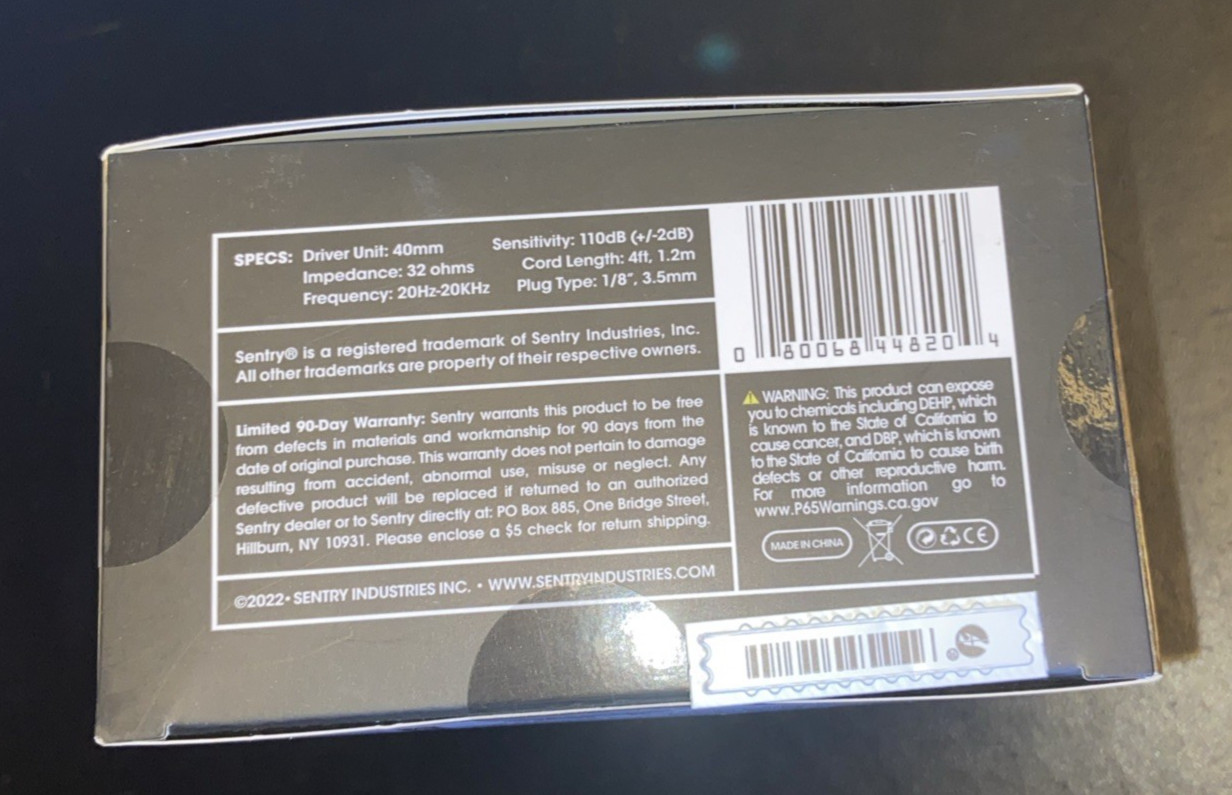 SPECS: Driver Unit: 40mm Sensitivity: 110dB (+/-2dB)
Impedance: 32 ohms Cord Length: 4ft, 1.2m
Frequency: 20Hz-20KHz Plug Type: 1/8″, 3.5mm
Sentry® is a registered trademark of Sentry Industries, Inc.
All other trademarks are property of their respective owners.
Limited 90-Day Warranty: Sentry warrants this product to be free
from defects in materials and workmanship for 90 days from the
date of original purchase. This warranty does not pertain to damage
resulting from accident, abnormal use, misuse or neglect. Any
defective product will be replaced if returned to an authorized
Sentry dealer or to Sentry directly at: PO Box 885, One Bridge Street,
Hillburn, NY 10931. Please enclose a $5 check for return shipping.
©2022• SENTRY INDUSTRIES INC. • WWW.SENTRYINDUSTRIES.COM
0 80068 44820 4
WARNING: This product can expose
you to chemicals including DEHP, which
is known to the State of California to
cause cancer, and DBP, which is known
to the State of California to cause birth
defects or other reproductive harm.
For more information go to
www.P65Warnings.ca.gov
MADE IN CHINA
CE